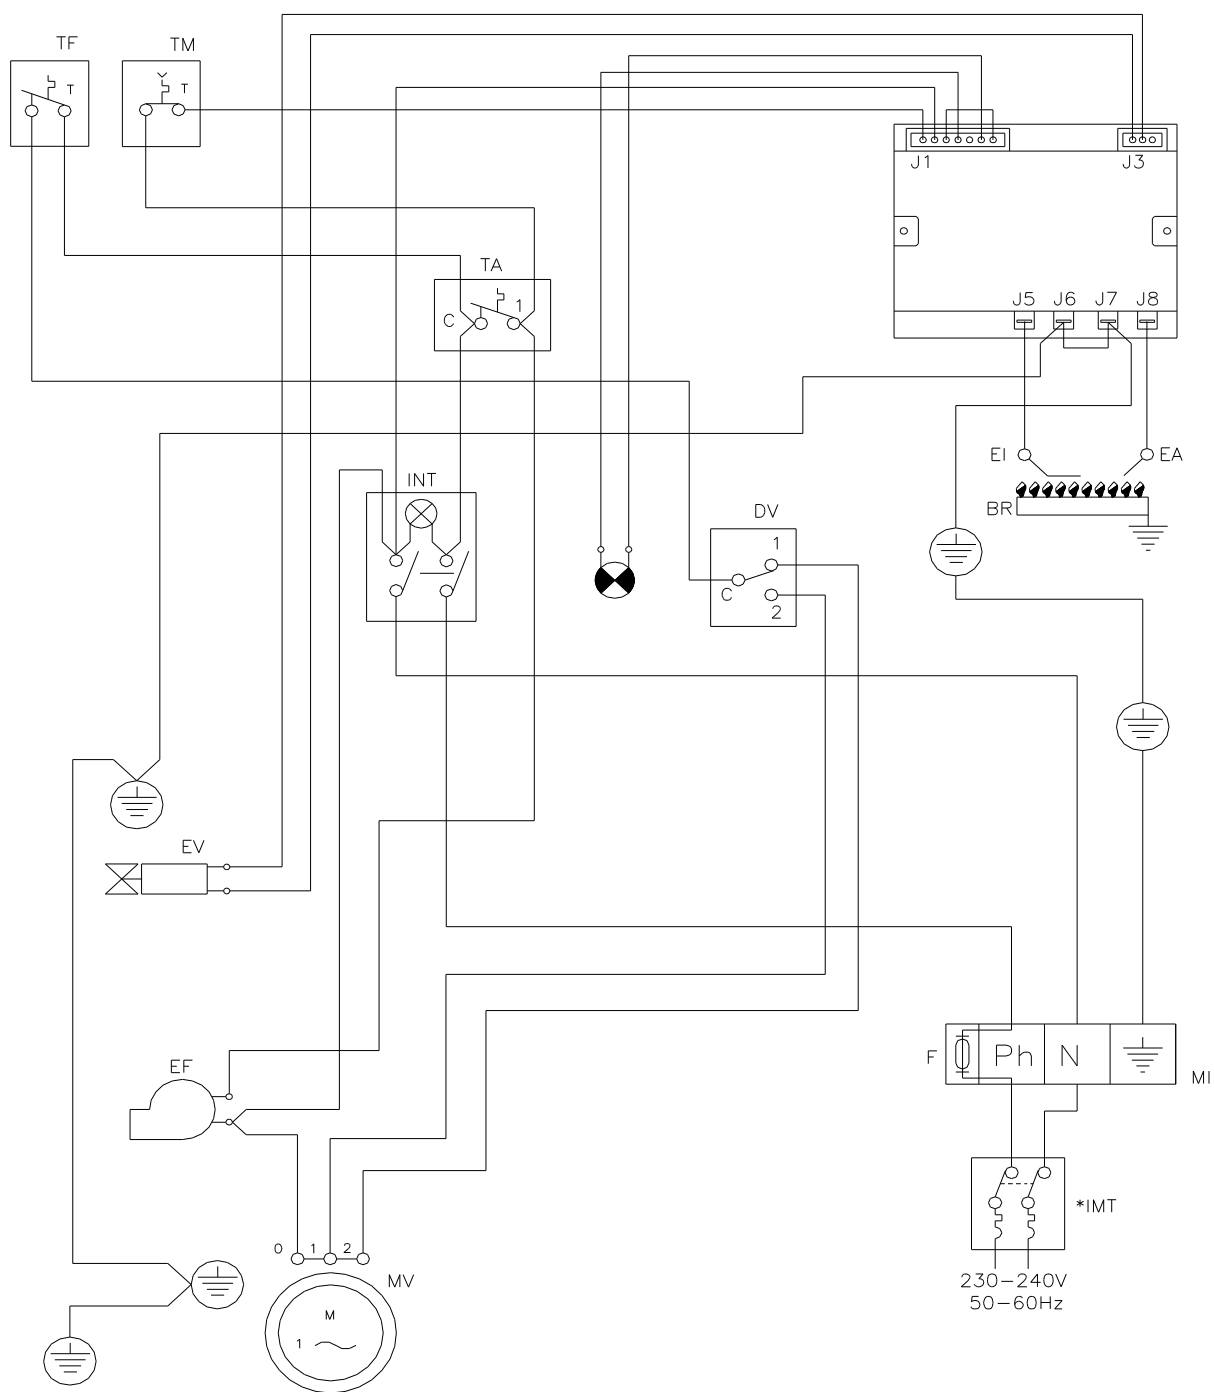 TF
TM
T
T
J1
J3
TA
1
C
J5 J6 J7 J8
EI
EA
INT
BR
DV
1
C
2
EV
EF
F
Ph
N
MI
*IMT
0 1 2
MV
M
1
230-240V
50-60Hz